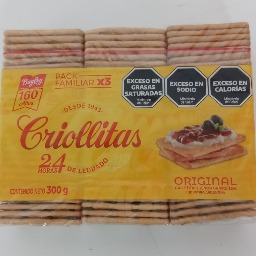 Bagley
160
Años
PACK
FAMILIAR X3
EXCESO EN
GRASAS
SATURADAS
EXCESO EN
SODIO
EXCESO EN
CALORÍAS
DESDE 1952
Criollitas
24
HORAS
DE LEUDADO
ORIGINAL
CONTENIDO NETO 300 g